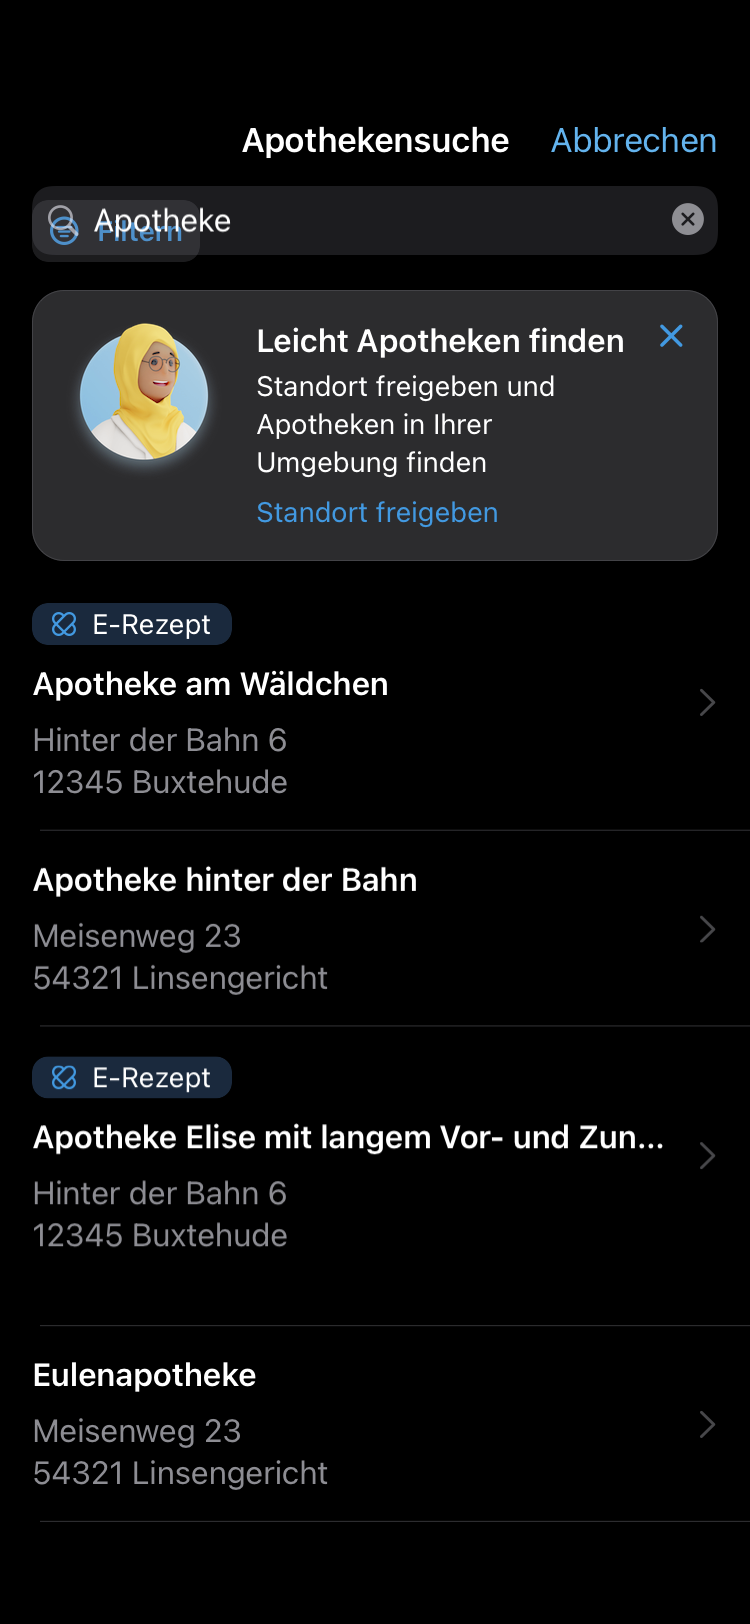 Apothekensuche
Abbrechen
Apotheke
Filtern
Leicht Apotheken finden
Standort freigeben und
Apotheken in Ihrer
Umgebung finden
Standort freigeben
E-Rezept
Apotheke am Wäldchen
Hinter der Bahn 6
12345 Buxtehude
Apotheke hinter der Bahn
Meisenweg 23
54321 Linsengericht
E-Rezept
Apotheke Elise mit langem Vor- und Zun...
Hinter der Bahn 6
12345 Buxtehude
Eulenapotheke
Meisenweg 23
54321 Linsengericht